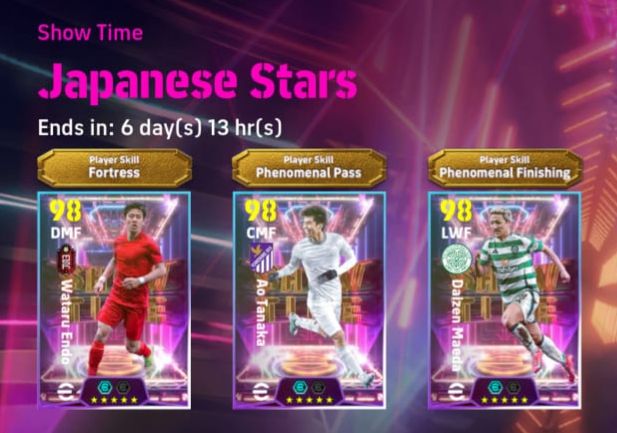 Show Time
Japanese Stars
Ends in: 6 day(s) 13 hr(s)
Player Skill
Fortress
98
DMF
Wataru Endo
Player Skill
Phenomenal Pass
98
CMF
Ao Tanaka
Player Skill
Phenomenal Finishing
98
LWF
Daizen Maeda